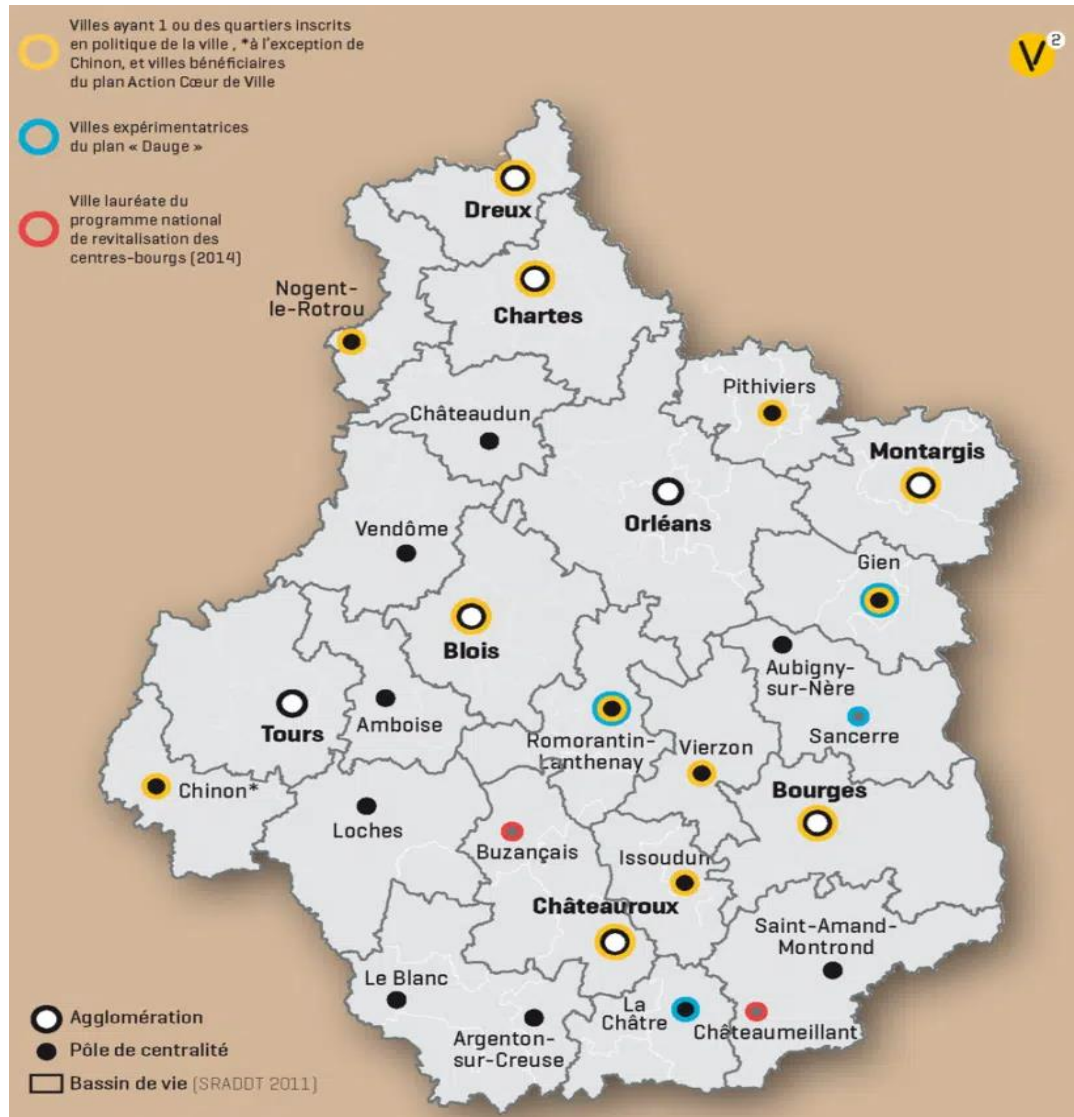 Villes ayant 1 ou des quartiers inscrits
en politique de la ville , *à l'exception de
Chinon, et villes bénéficiaires
du plan Action Cœur de Ville
V2
Villes expérimentatrices
du plan « Dauge »
Ville lauréate du
programme national
de revitalisation des
centres-bourgs (2014)
Dreux
Nogent-
le-Rotrou
Chartes
Pithiviers
Châteaudun
Montargis
Orléans
Vendôme
Gien
Blois
Aubigny-
sur-Nère
Amboise
Tours
Romorantin-
Lanthenay
Sancerre
Vierzon
Chinon*
Bourges
Loches
Buzançais
Issoudun
Châteauroux
Saint-Amand-
Montrond
Le Blanc
La
Châtre
Châteaumeillant
Argenton-
sur-Creuse
Agglomération
Pôle de centralité
Bassin de vie (SRADDT 2011)